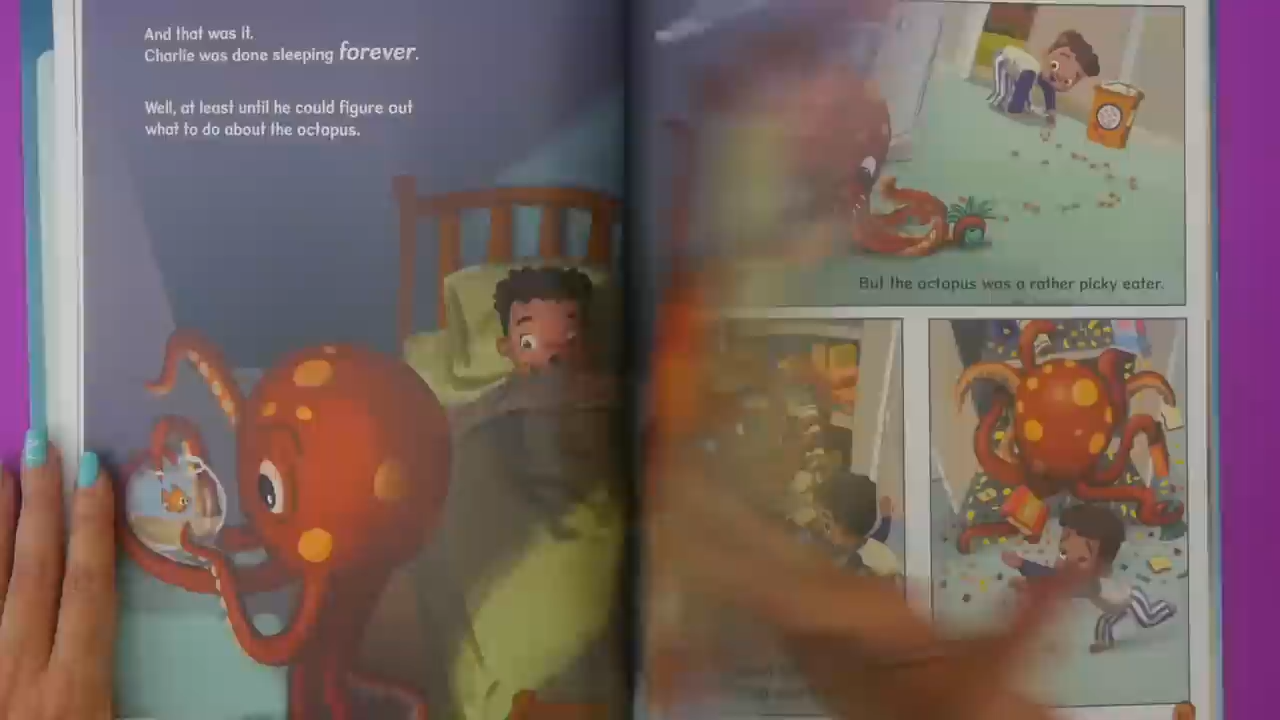 And that was it.
Charlie was done sleeping forever.
Well, at least until he could figure out
what to do about the octopus.
But the octopus was a rather picky eater.